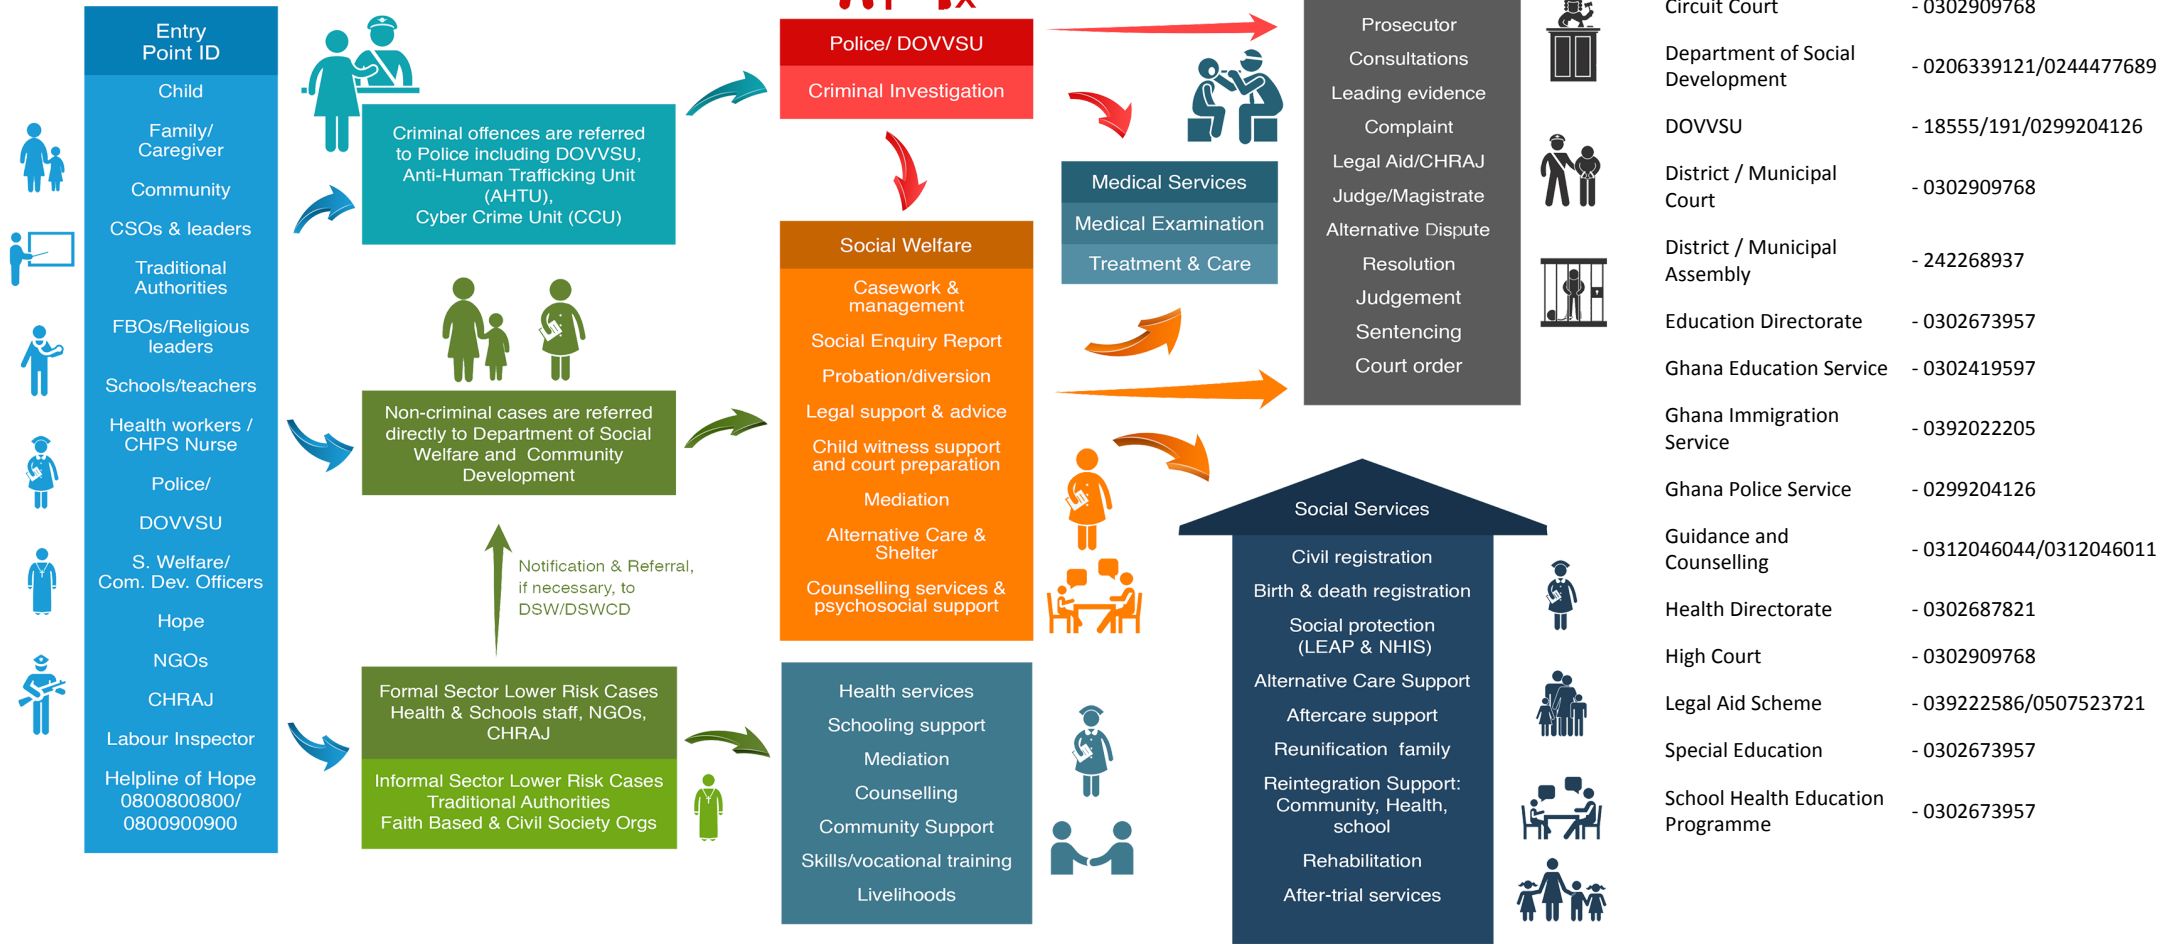 Entry
Point ID
Child
Family/
Caregiver
Community
CSOs & leaders
Traditional
Authorities
FBOs/Religious
leaders
Schools/teachers
Health workers /
CHPS Nurse
Police/
DOVVSU
S. Welfare/
Com. Dev. Officers
Hope
NGOs
CHRAJ
Labour Inspector
Helpline of Hope
0800800800/
0800900900
Criminal offences are referred
to Police including DOVVSU,
Anti-Human Trafficking Unit
(AHTU),
Cyber Crime Unit (CCU)
Non-criminal cases are referred
directly to Department of Social
Welfare and Community
Development
Notification & Referral,
if necessary, to
DSW/DSWCD
Formal Sector Lower Risk Cases
Health & Schools staff, NGOs,
CHRAJ
Informal Sector Lower Risk Cases
Traditional Authorities
Faith Based & Civil Society Orgs
Police/ DOVVSU
Criminal Investigation
Social Welfare
Casework &
management
Social Enquiry Report
Probation/diversion
Legal support & advice
Child witness support
and court preparation
Mediation
Alternative Care &
Shelter
Counselling services &
psychosocial support
Health services
Schooling support
Mediation
Counselling
Community Support
Skills/vocational training
Livelihoods
Medical Services
Medical Examination
Treatment & Care
Prosecutor
Consultations
Leading evidence
Complaint
Legal Aid/CHRAJ
Judge/Magistrate
Alternative Dispute
Resolution
Judgement
Sentencing
Court order
Social Services
Civil registration
Birth & death registration
Social protection
(LEAP & NHIS)
Alternative Care Support
Aftercare support
Reunification family
Reintegration Support:
Community, Health,
school
Rehabilitation
After-trial services
Circuit Court - 0302909768
Department of Social
Development - 0206339121/0244477689
DOVVSU - 18555/191/0299204126
District / Municipal
Court - 0302909768
District / Municipal
Assembly - 242268937
Education Directorate - 0302673957
Ghana Education Service - 0302419597
Ghana Immigration
Service - 0392022205
Ghana Police Service - 0299204126
Guidance and
Counselling - 0312046044/0312046011
Health Directorate - 0302687821
High Court - 0302909768
Legal Aid Scheme - 039222586/0507523721
Special Education - 0302673957
School Health Education
Programme - 0302673957